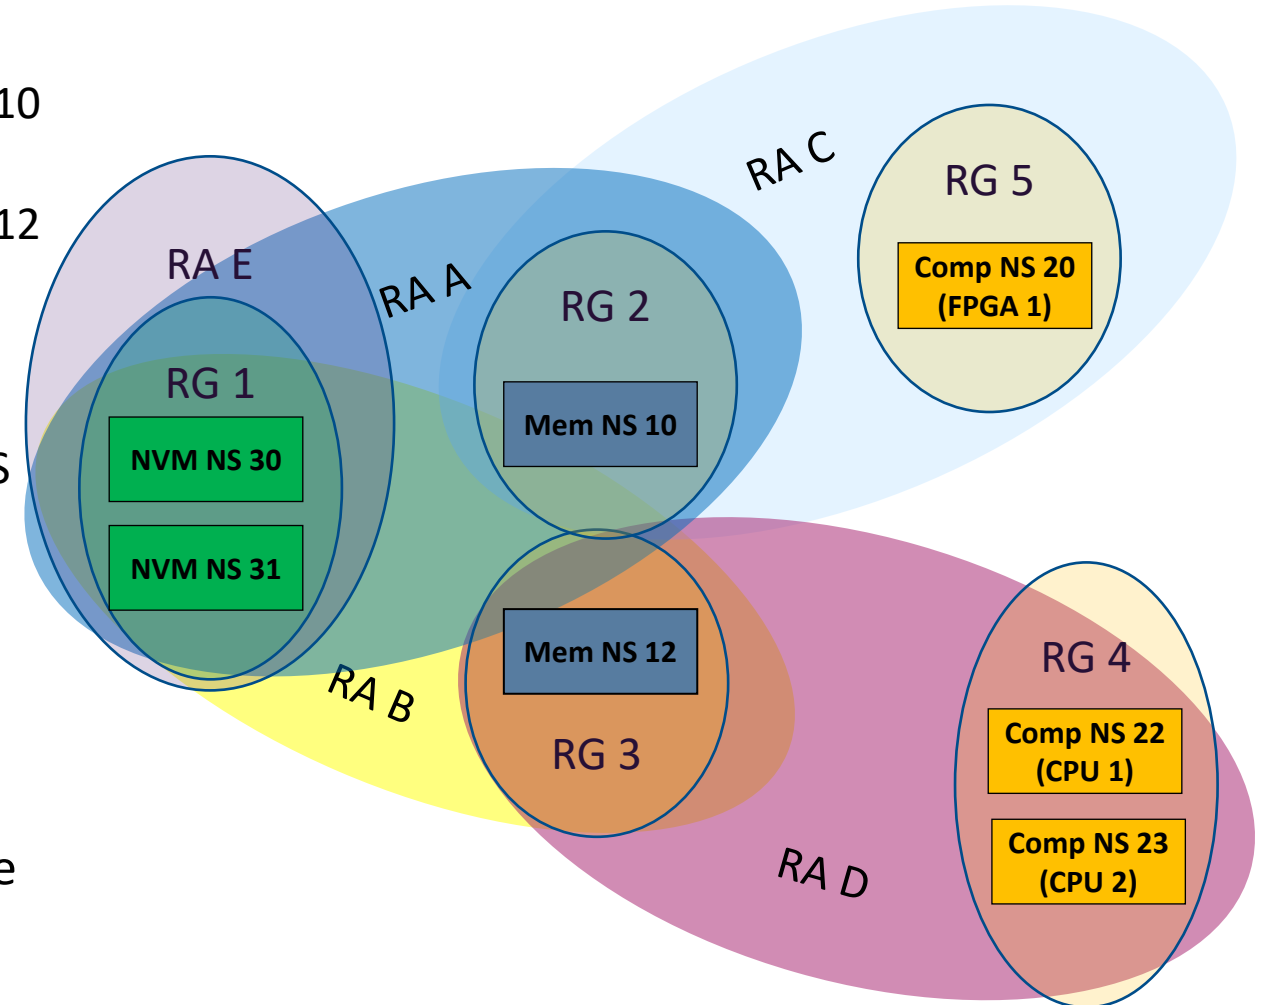 10
12
S
e
RA C
RG 5
Comp NS 20
(FPGA 1)
RA E
RA A
RG 2
Mem NS 10
RG 1
NVM NS 30
NVM NS 31
Mem NS 12
RG 3
RA B
RG 4
Comp NS 22
(CPU 1)
Comp NS 23
(CPU 2)
RA D